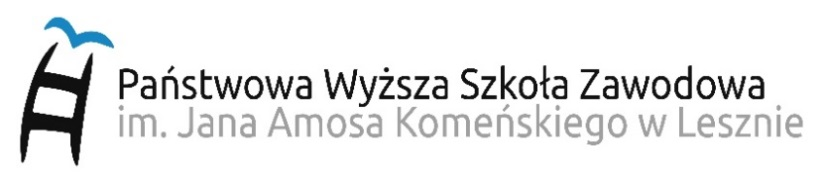 Państwowa Wyższa Szkoła Zawodowa
im. Jana Amosa Komeńskiego w Lesznie